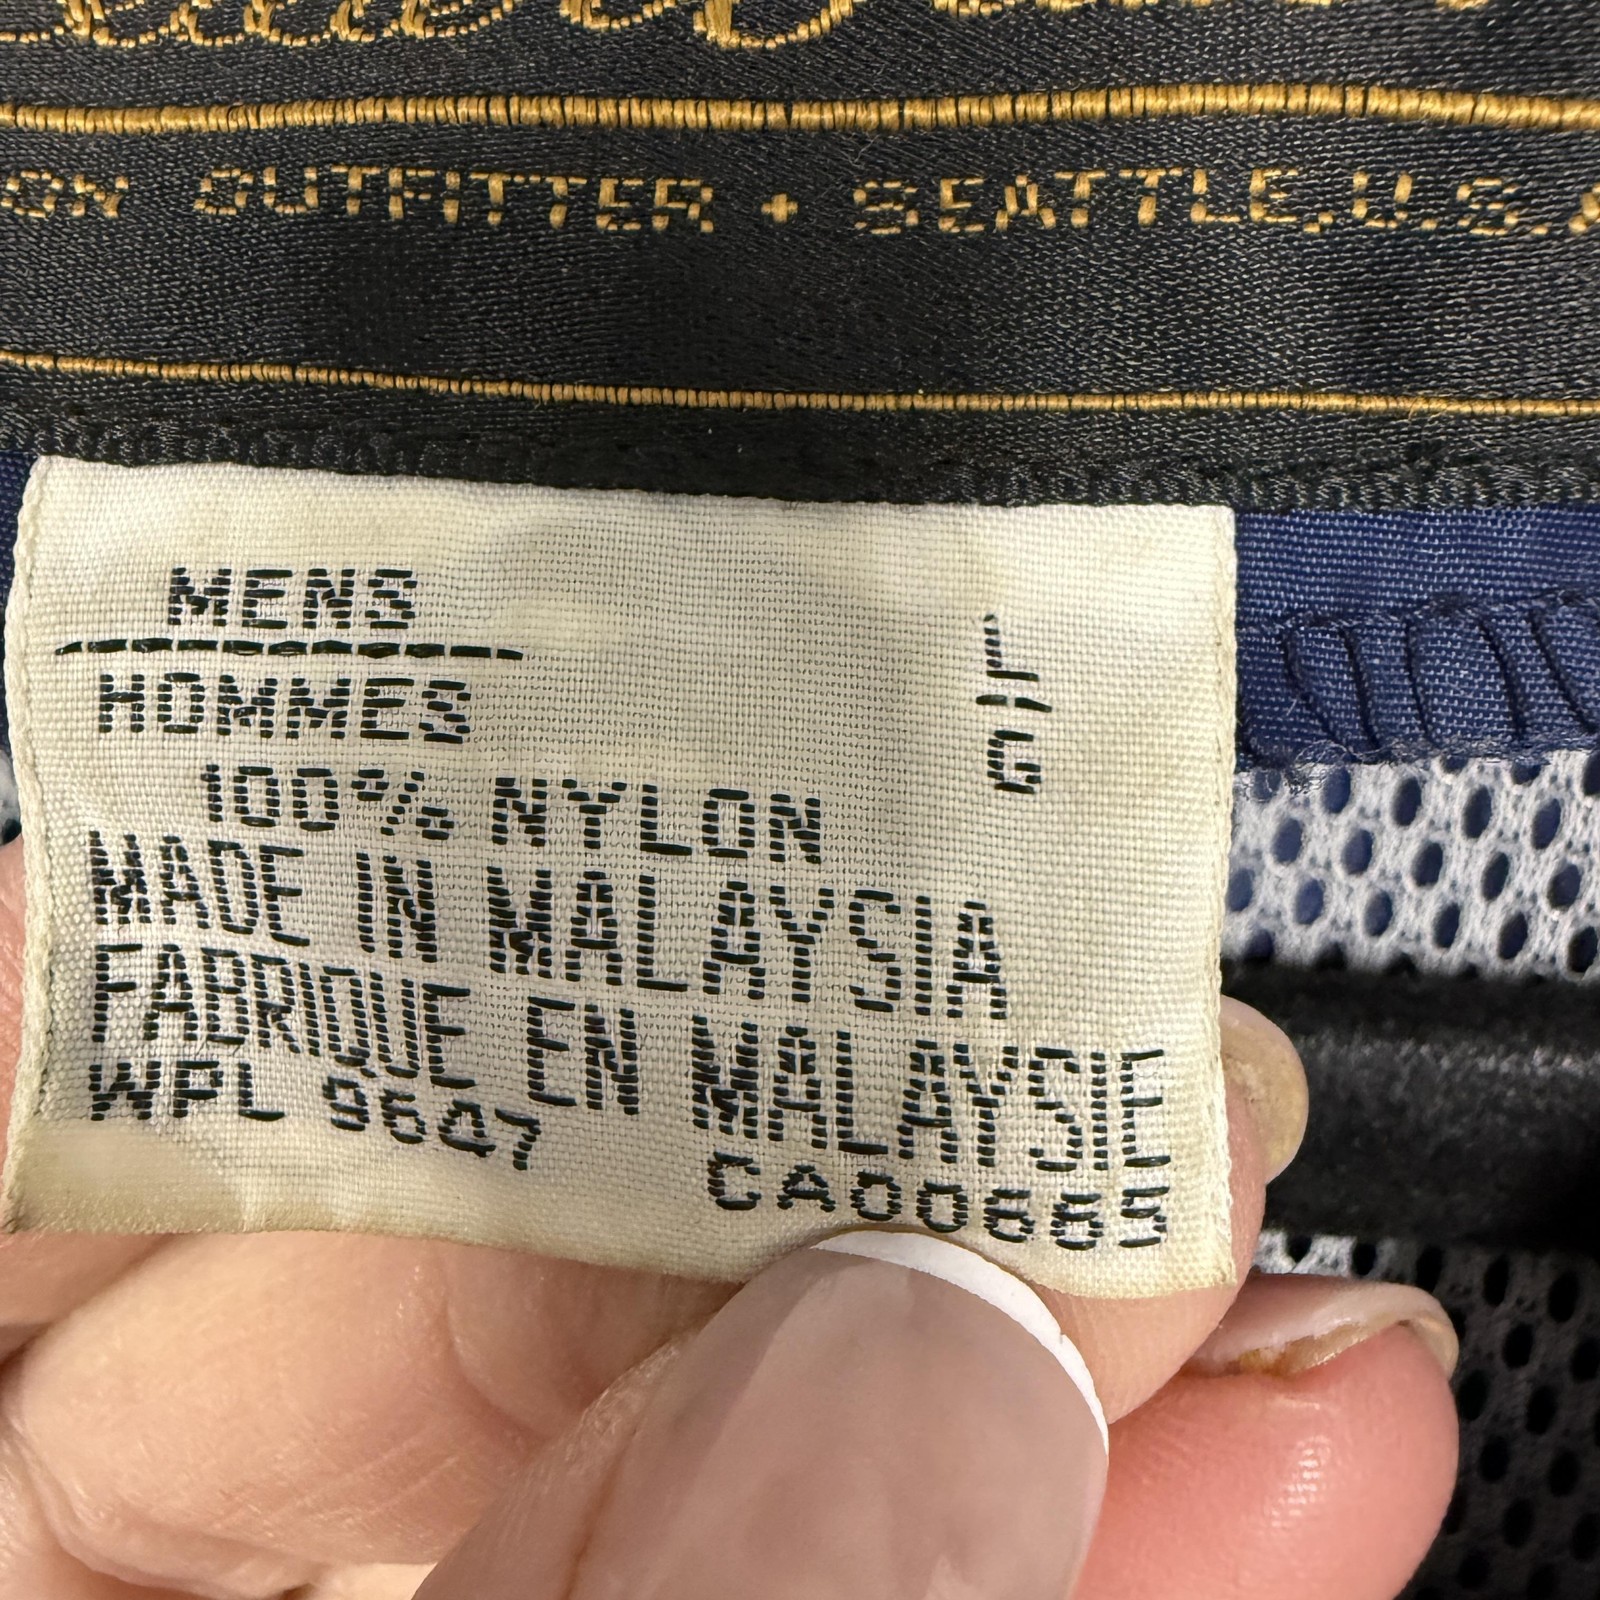 OUTFITTER + SEATTLE, U.S.A
MENS
HOMMES
L/G
100% NYLON
MADE IN MALAYSIA
FABRIQUE EN MALAYSIE
WPL 9647
CA00665